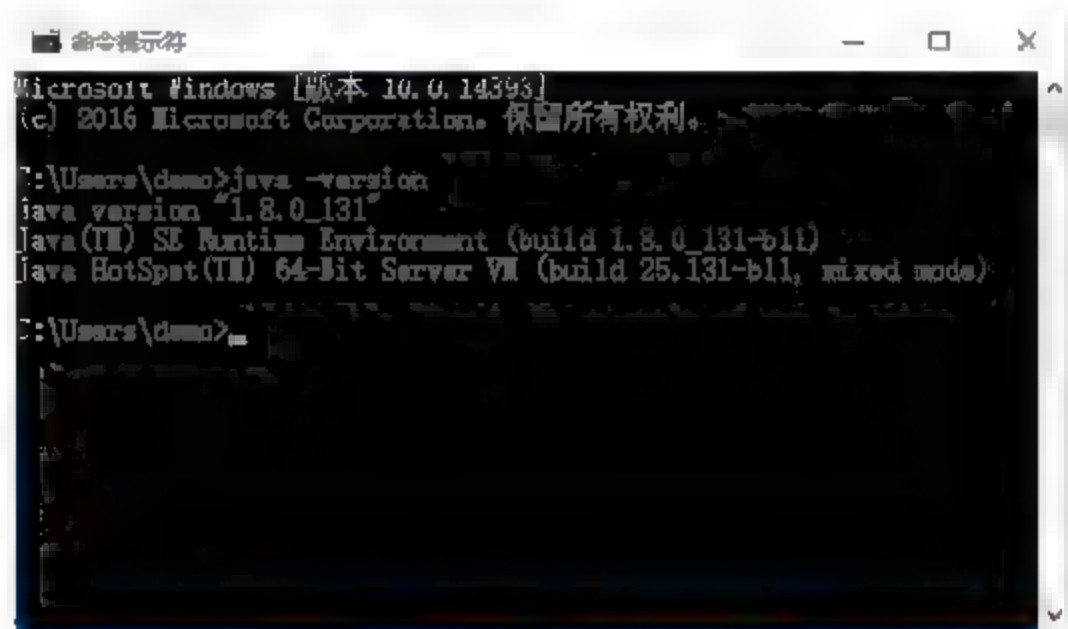 命令提示符
Microsoft Windows [版本 10.0.14393]
(c) 2016 Microsoft Corporation。保留所有权利。
C:\Users\demo>java -version
java version "1.8.0_131"
Java(TM) SE Runtime Environment (build 1.8.0_131-b11)
Java HotSpot(TM) 64-Bit Server VM (build 25.131-b11, mixed mode)
C:\Users\demo>